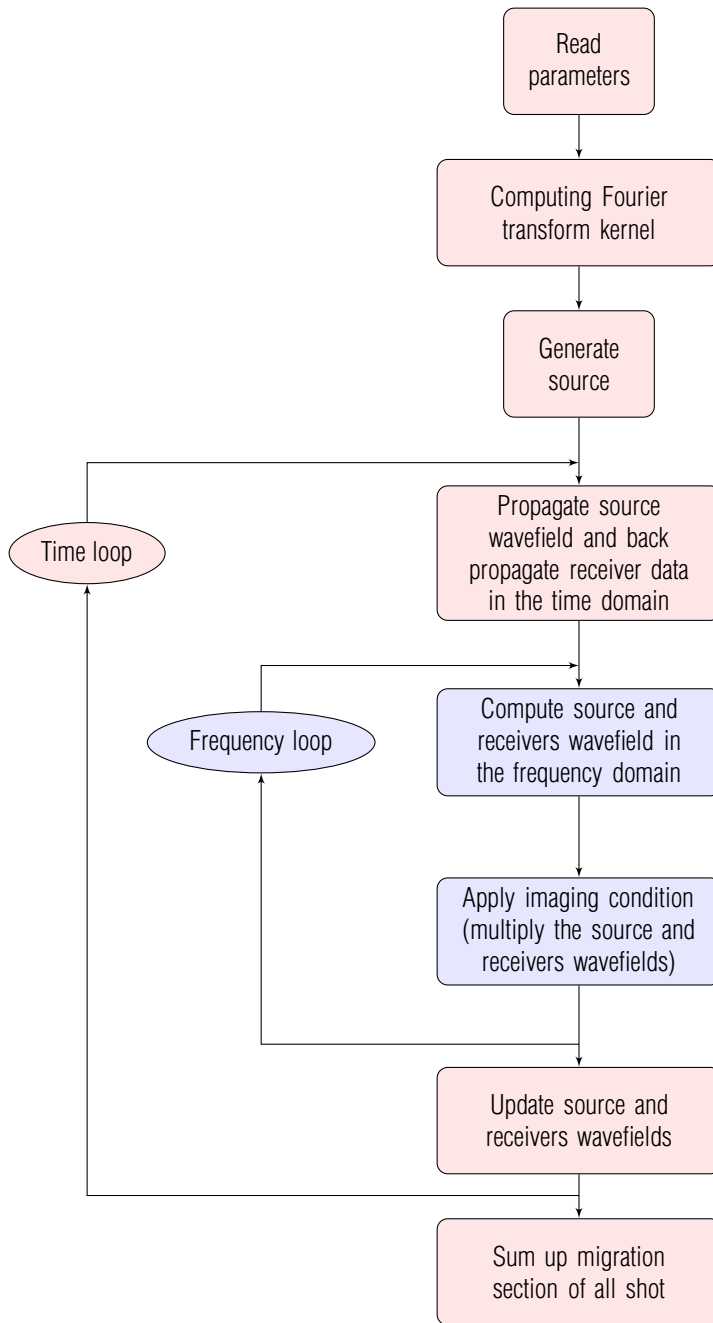 Read
parameters
Computing Fourier
transform kernel
Generate
source
Propagate source
wavefield and back
propagate receiver data
in the time domain
Time loop
Compute source and
receivers wavefield in
the frequency domain
Frequency loop
Apply imaging condition
(multiply the source and
receivers wavefields)
Update source and
receivers wavefields
Sum up migration
section of all shot